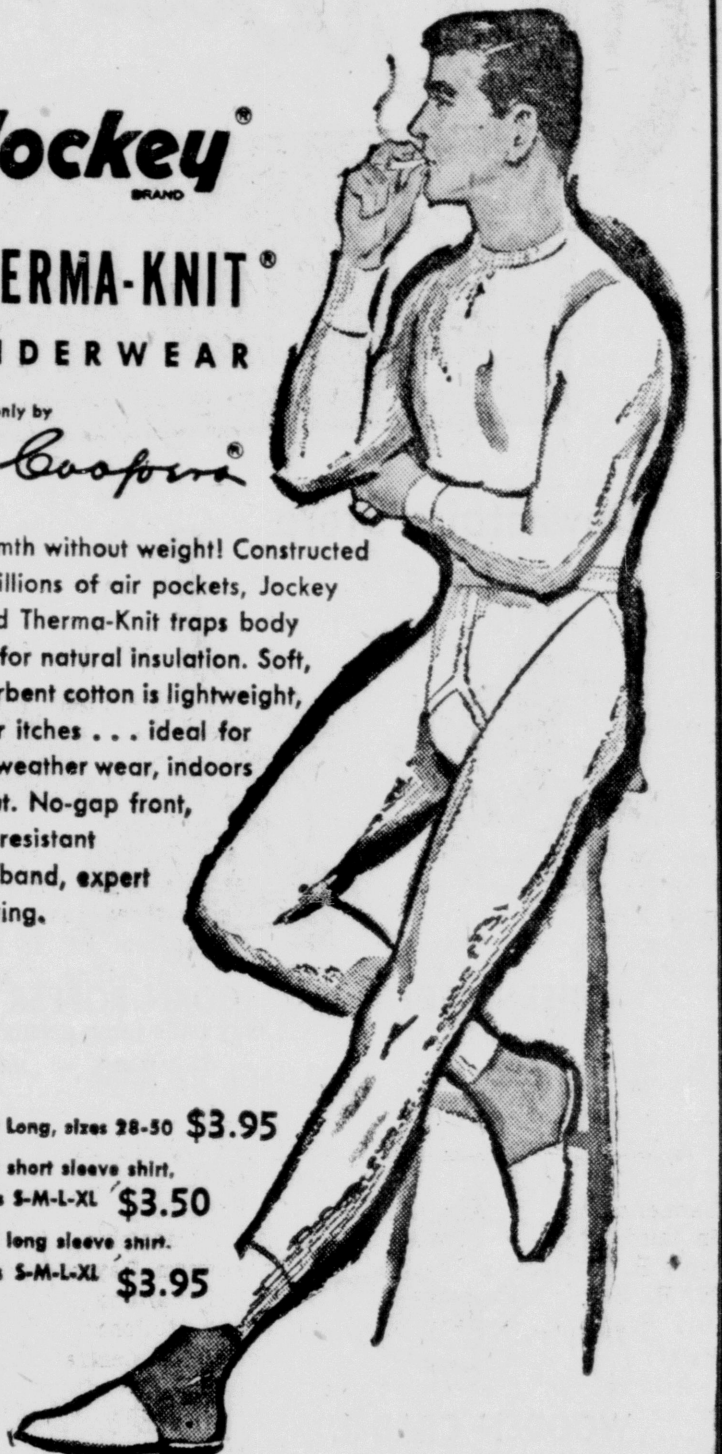 Jockey®
BRAND
ERMA-KNIT®
DERWEAR
nly by
Coopers®
mth without weight! Constructed
illions of air pockets, Jockey
d Therma-Knit traps body
for natural insulation. Soft,
rbent cotton is lightweight,
r itches . . . ideal for
weather wear, indoors
t. No-gap front,
resistant
band, expert
ing.
Long, sizes 28-50 $3.95
short sleeve shirt,
s S-M-L-XL $3.50
long sleeve shirt.
s S-M-L-XL $3.95